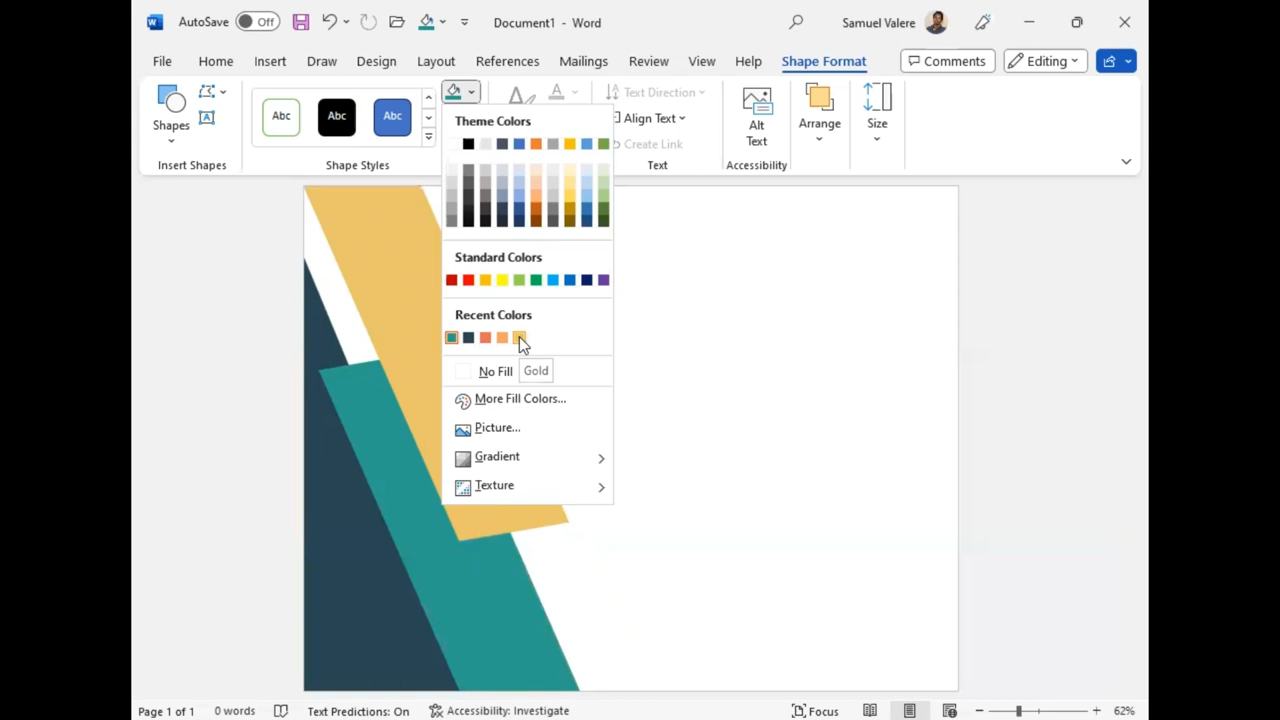 AutoSave Off Document1 - Word Samuel Valere
File Home Insert Draw Design Layout References Mailings Review View Help Shape Format Comments Editing
Shapes
Abc Abc Abc
Text Direction
Align Text
Create Link
Alt
Text
Arrange
Size
Insert Shapes Shape Styles Text Accessibility
Theme Colors
Standard Colors
Recent Colors
No Fill Gold
More Fill Colors...
Picture...
Gradient
Texture
Page 1 of 1 0 words Text Predictions: On Accessibility: Investigate Focus 62%